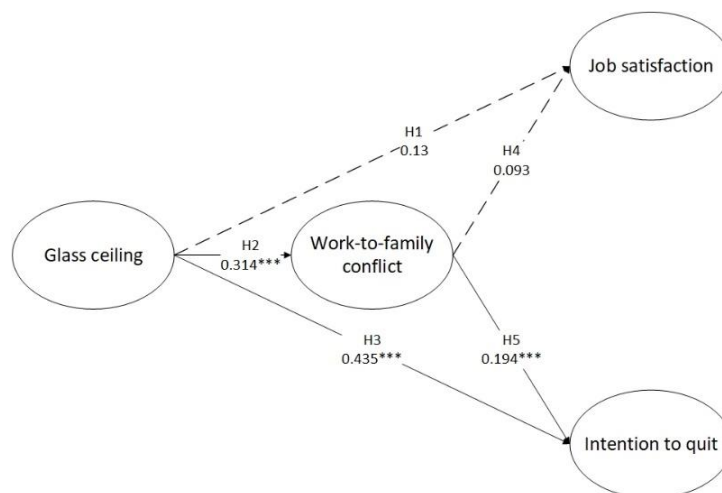 Job satisfaction
H1
0.13
H4
0.093
Glass ceiling
H2
0.314***
Work-to-family
conflict
H3
0.435***
H5
0.194***
Intention to quit